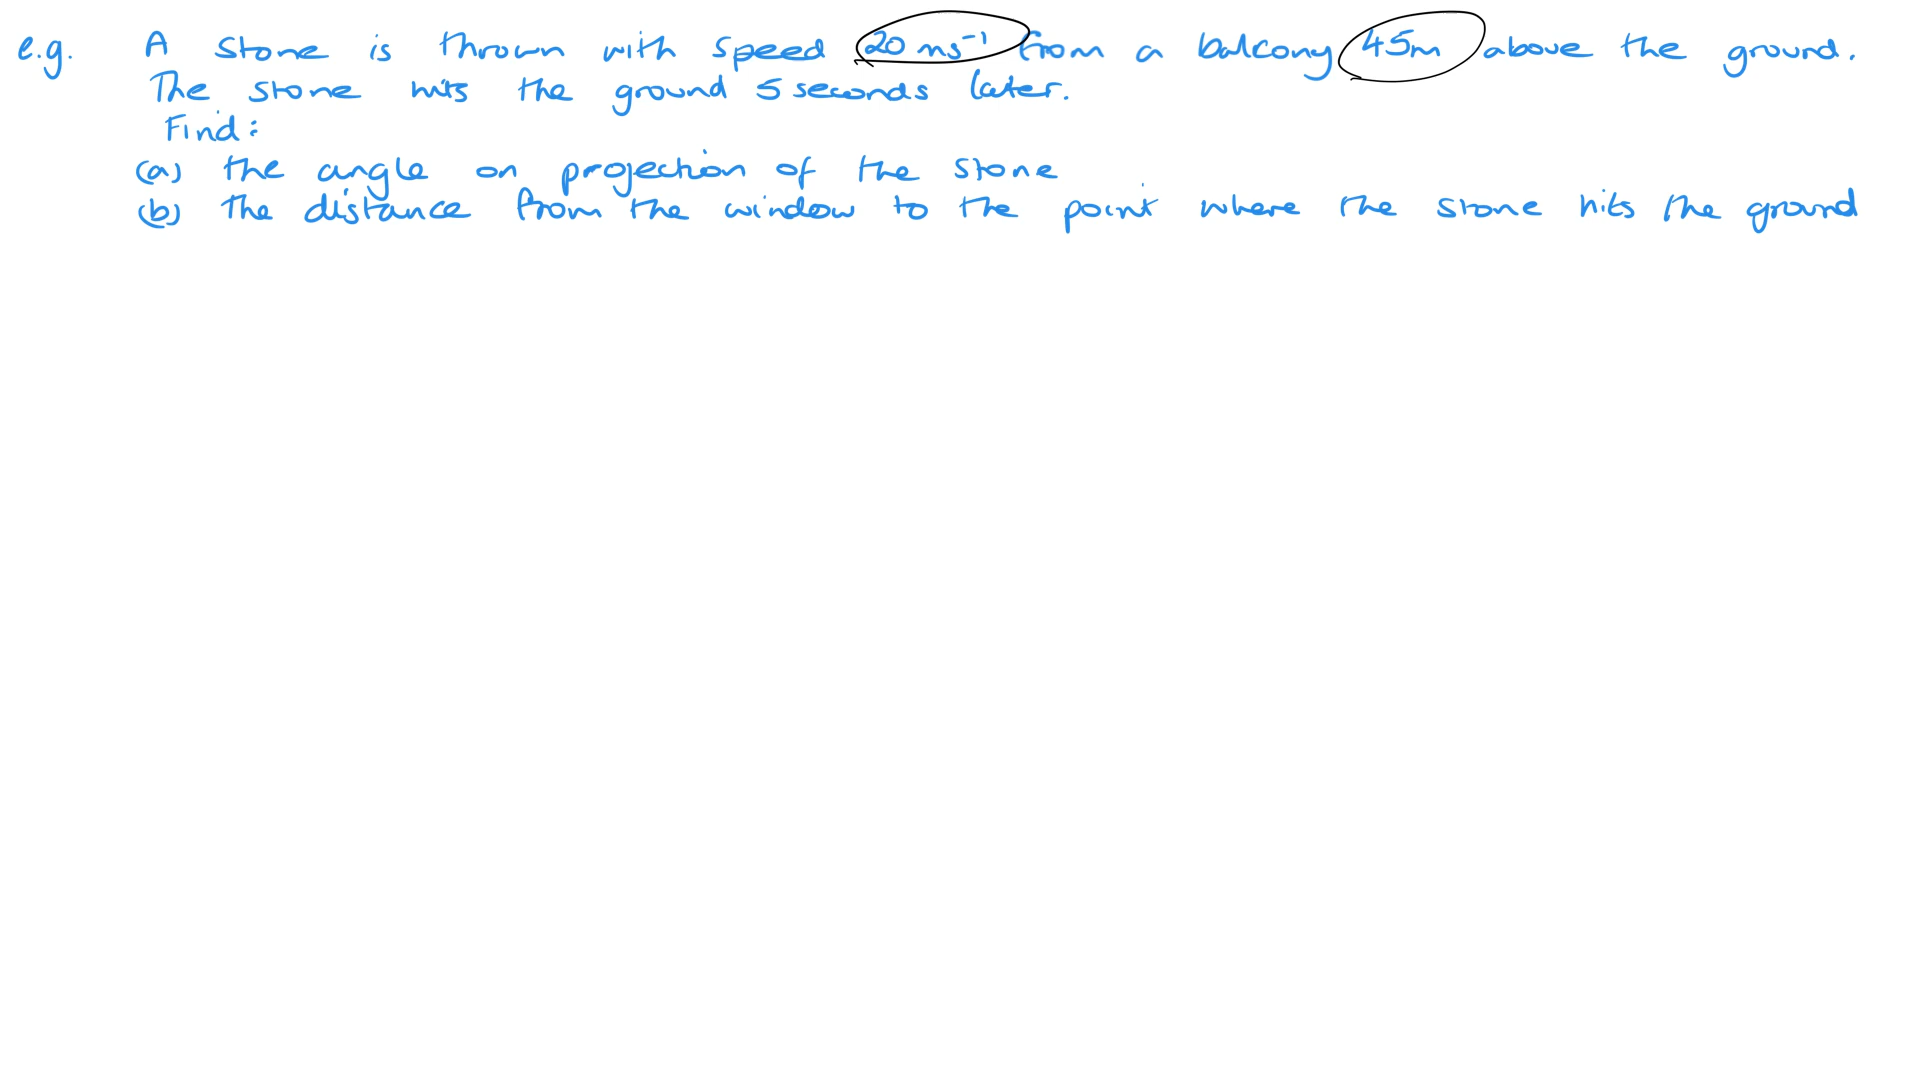 e.g. A stone is thrown with speed 20 ms⁻¹ from a balcony 45m above the ground.
The stone hits the ground 5 seconds later.
Find:
(a) the angle on projection of the stone
(b) the distance from the window to the point where the stone hits the ground